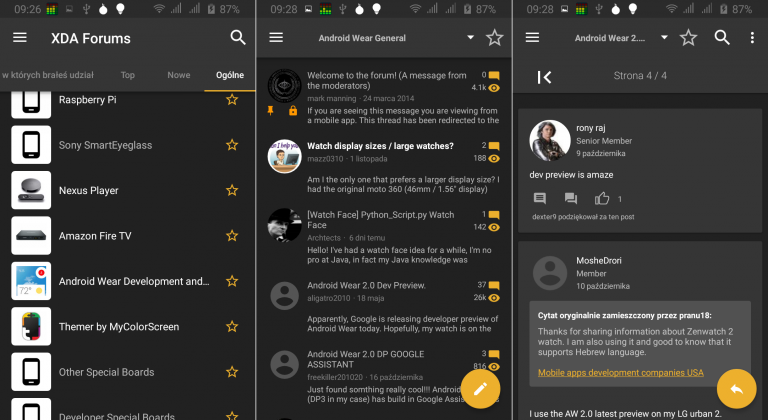 09:26
87%
XDA Forums
w których brałeś udział
Top
Nowe
Ogólne
Raspberry Pi
Sony SmartEyeglass
Nexus Player
Amazon Fire TV
72°
Android Wear Development and...
Themer by MyColorScreen
Other Special Boards
Developer Special Boards
09:28
87%
Android Wear General
Welcome to the forum! (A message from
the moderators)
0
4.1k
mark manning · 24 marca 2014
If you are seeing this message you are viewing from
a mobile app. This thread has been redirected to the
Watch display sizes / large watches?
2
188
mazz0310 · 1 listopada
Am I the only one that prefers a larger display size? I
had the original moto 360 (46mm / 1.56" display)
[Watch Face] Python_Script.py Watch
Face
1
142
Architects · 6 dni temu
Hello! I've had a watch face idea for a while, I'm no
pro at Java, in fact my Java knowledge was
Android Wear 2.0 Dev Preview.
37
26k
aligatro2010 · 18 maja
Apparently, Google is releasing developer preview of
Android Wear today. Hopefully, my watch is on the
Android Wear 2.0 DP GOOGLE
ASSISTANT
3
816
freekiller201020 · 16 października
Just found somthing really cool!!! Android
(DP3 in my case) has build in Google Assis
09:28
87%
Android Wear 2....
Strona 4 / 4
rony raj
Senior Member
9 października
dev preview is amaze
1
dexter9 podziękował za ten post
MosheDrori
Member
10 października
Cytat oryginalnie zamieszczony przez pranu18:
Thanks for sharing information about Zenwatch 2
watch. I am also using it and good to know that it
supports Hebrew language.
Mobile apps development companies USA
I use the AW 2.0 latest preview on my LG urban 2.